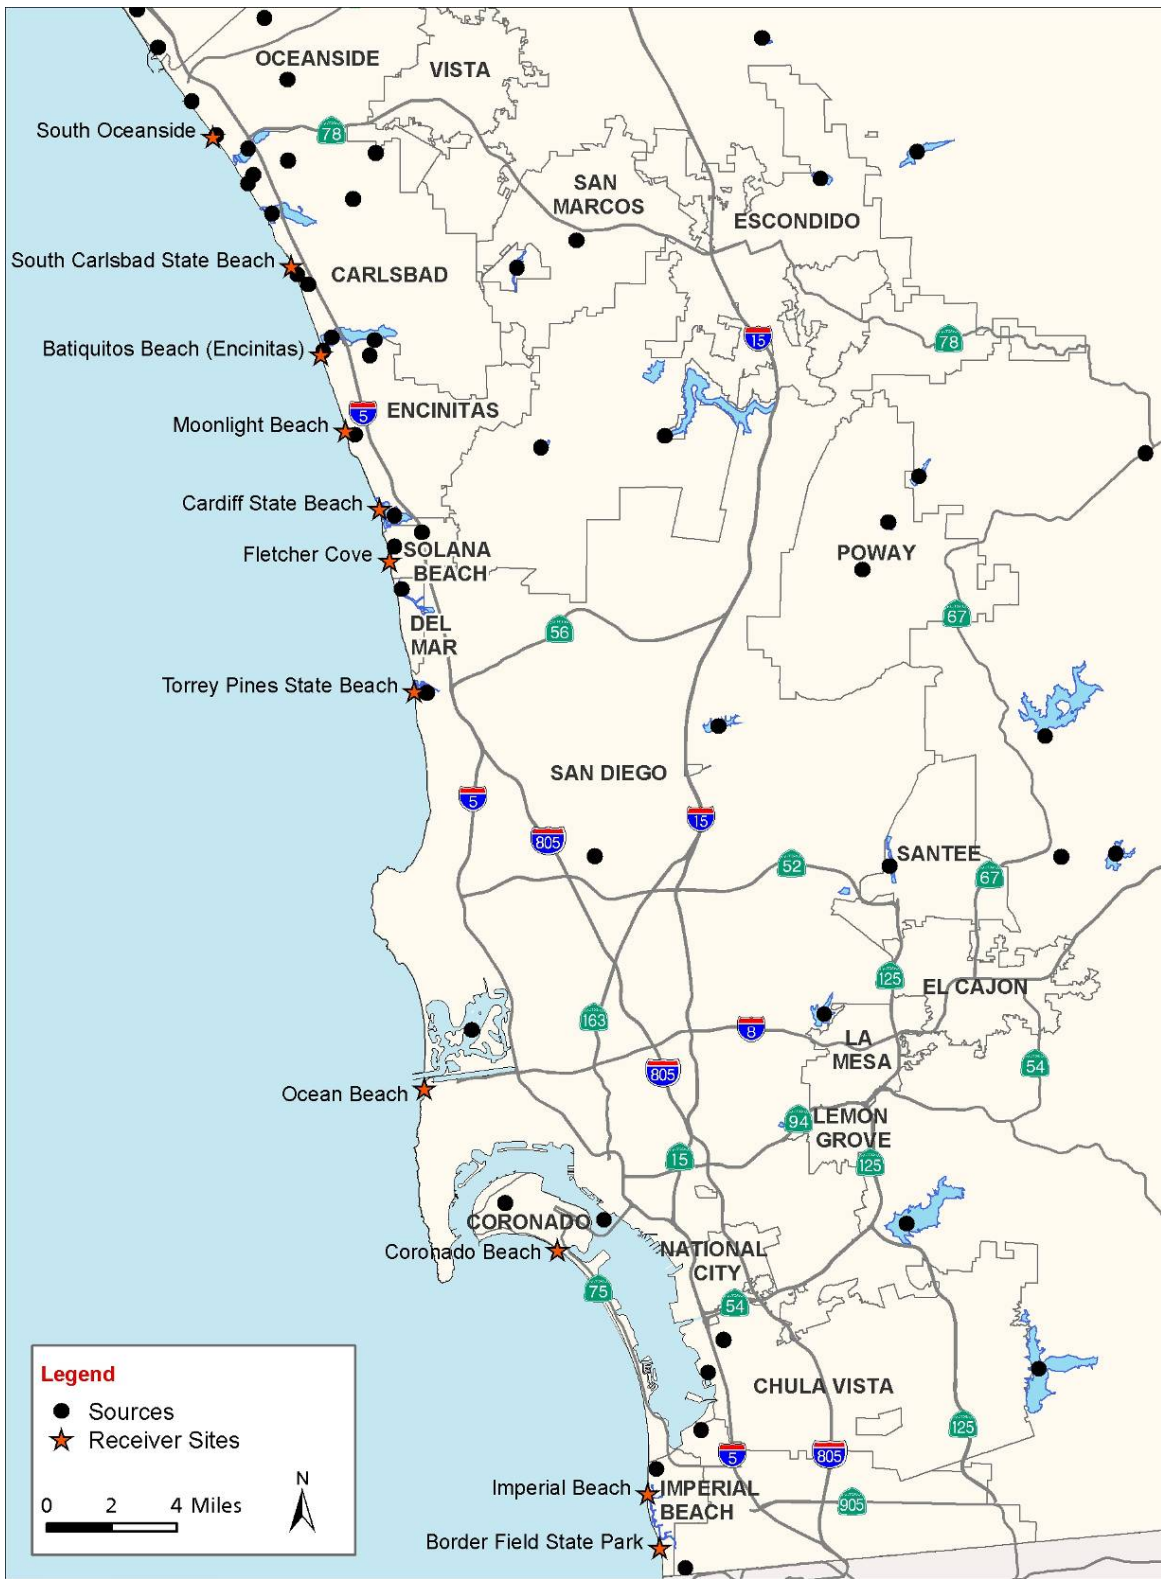 OCEANSIDE
VISTA
South Oceanside
78
SAN
MARCOS
ESCONDIDO
South Carlsbad State Beach
CARLSBAD
15
78
Batiquitos Beach (Encinitas)
5
ENCINITAS
Moonlight Beach
Cardiff State Beach
Fletcher Cove
SOLANA
BEACH
POWAY
67
56
DEL
MAR
Torrey Pines State Beach
SAN DIEGO
5
805
15
52
SANTEE
67
125
EL CAJON
163
8
LA
MESA
805
54
Ocean Beach
94
LEMON
GROVE
15
125
CORONADO
Coronado Beach
NATIONAL
CITY
75
54
CHULA VISTA
125
5
805
Imperial Beach
IMPERIAL
BEACH
905
Border Field State Park
Legend
Sources
Receiver Sites
N
0 2 4 Miles